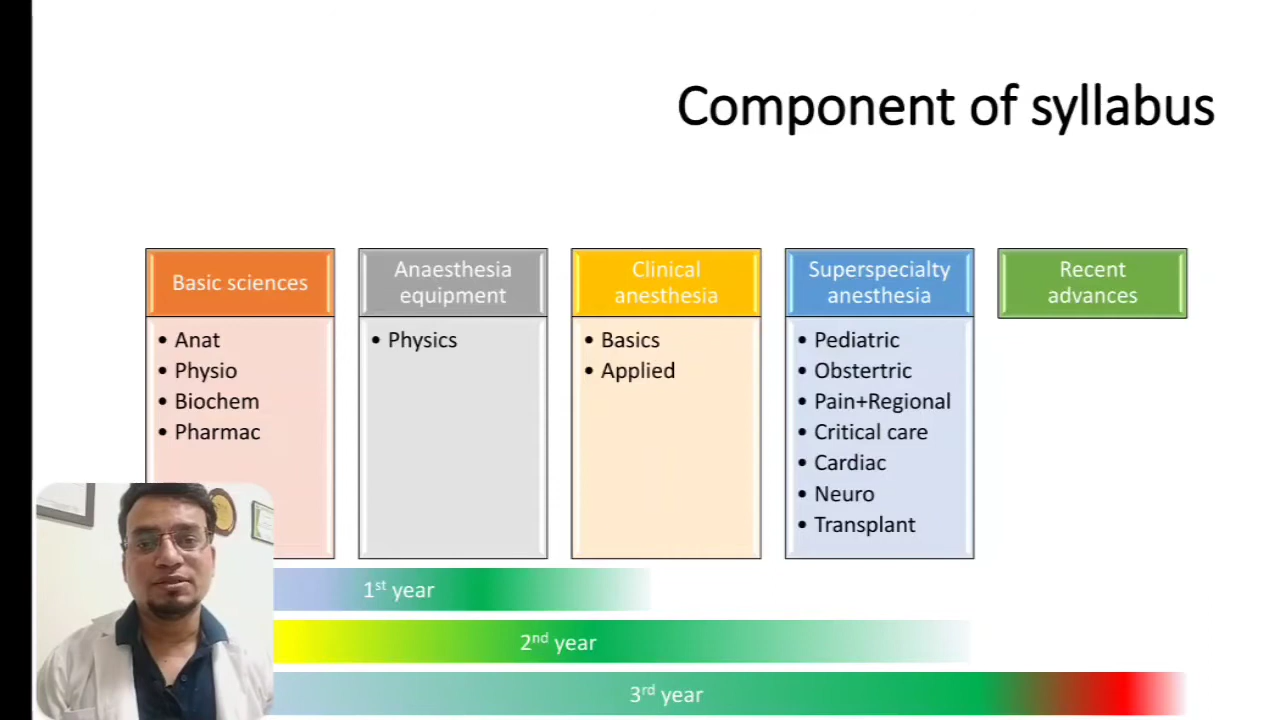 Component of syllabus
Basic sciences
• Anat
• Physio
• Biochem
• Pharmac
Anaesthesia
equipment
• Physics
Clinical
anesthesia
• Basics
• Applied
Superspecialty
anesthesia
• Pediatric
• Obstertric
• Pain+Regional
• Critical care
• Cardiac
• Neuro
• Transplant
Recent
advances
1st year
2nd year
3rd year